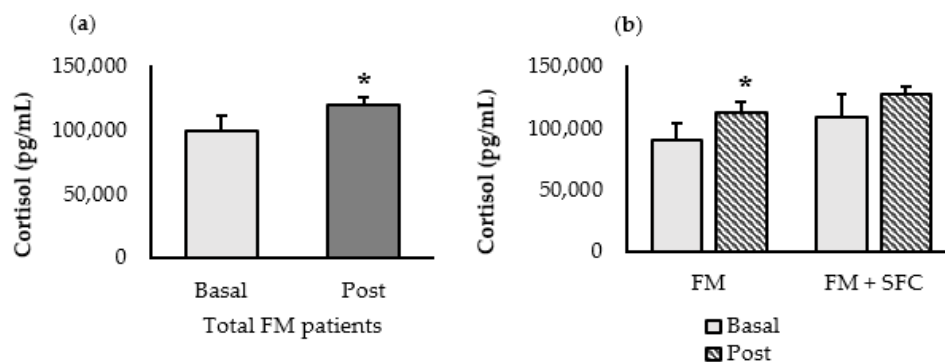 (a)
150,000
100,000
50,000
0
Cortisol (pg/mL)
*
Basal Post
Total FM patients
(b)
150,000
100,000
50,000
0
Cortisol (pg/mL)
*
FM FM + SFC
Basal
Post